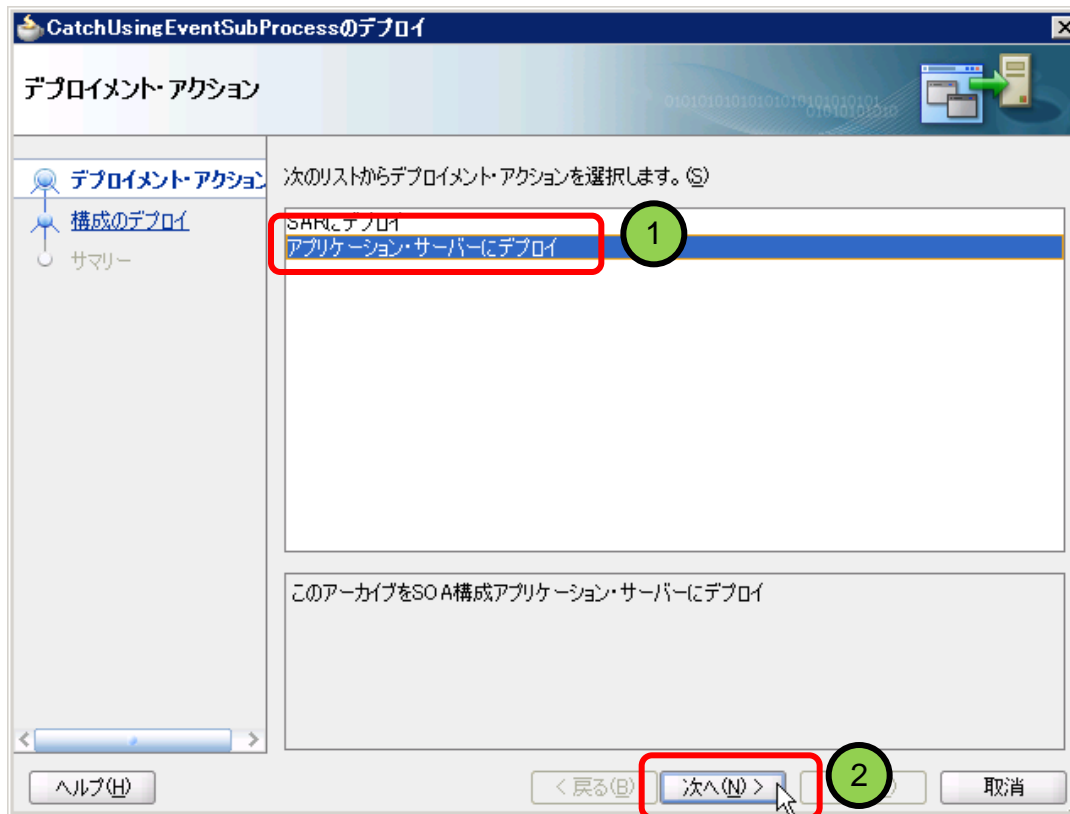 CatchUsingEventSubProcessのデプロイ
デプロイメント・アクション
0101010101010101010101010101
01010101010
デプロイメント・アクション
構成のデプロイ
サマリー
次のリストからデプロイメント・アクションを選択します。(S)
SARにデプロイ
アプリケーション・サーバーにデプロイ
1
このアーカイブをSOA構成アプリケーション・サーバーにデプロイ
ヘルプ(H)
< 戻る(B)
次へ(N) >
2
取消